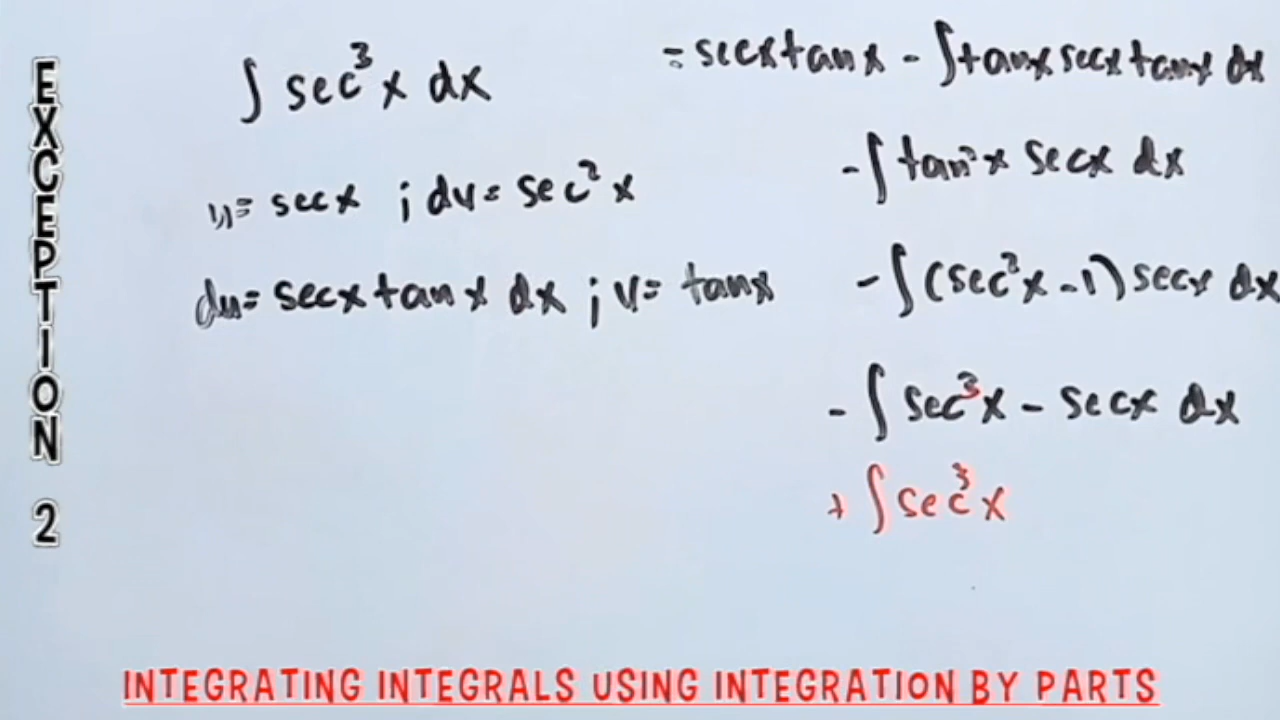 EXCEPTION 2
∫ sec³x dx
u= secx ; dv= sec²x
du= secx tan x dx ; v= tanx
= secx tanx - ∫tanx secx tanx dx
- ∫ tan²x secx dx
- ∫(sec²x -1) secx dx
- ∫ sec³x - secx dx
+ ∫ sec³x
INTEGRATING INTEGRALS USING INTEGRATION BY PARTS